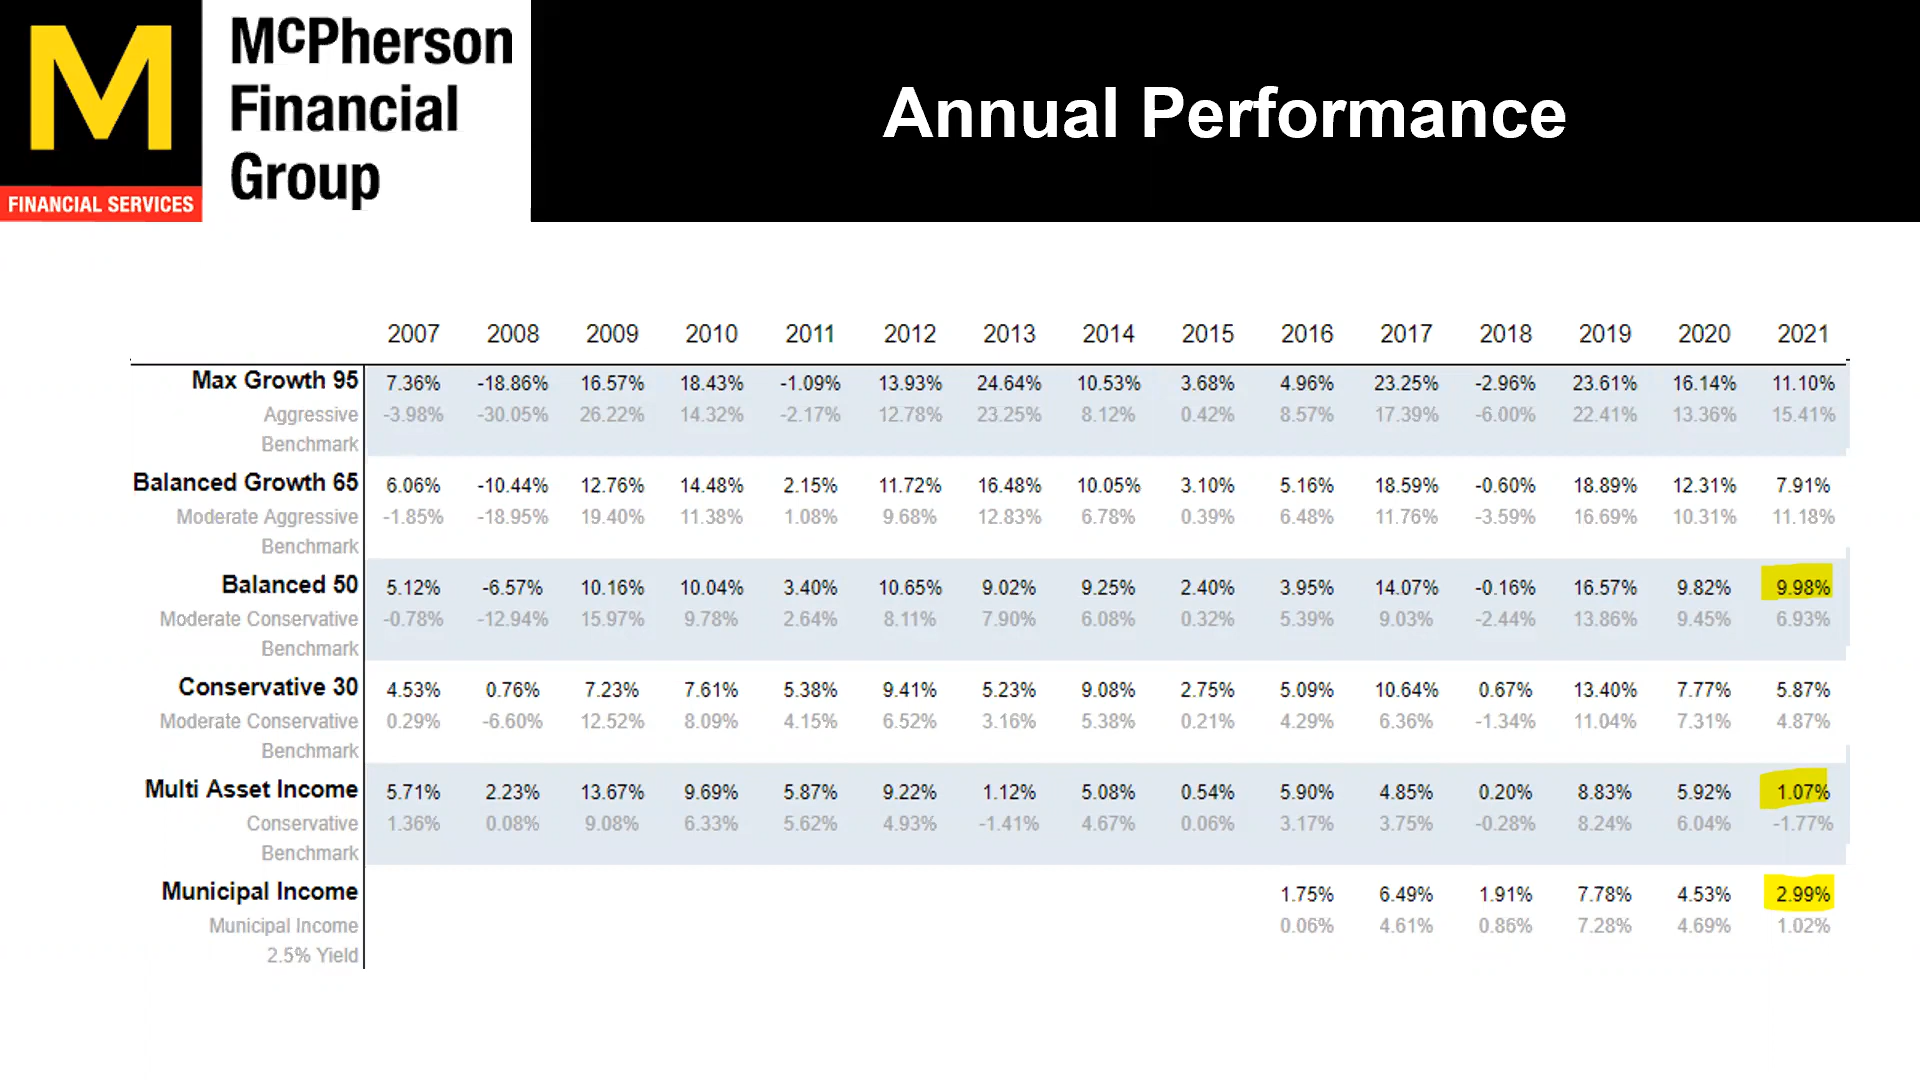 M
FINANCIAL SERVICES
McPherson
Financial
Group
Annual Performance
2007 2008 2009 2010 2011 2012 2013 2014 2015 2016 2017 2018 2019 2020 2021
Max Growth 95 7.36% -18.86% 16.57% 18.43% -1.09% 13.93% 24.64% 10.53% 3.68% 4.96% 23.25% -2.96% 23.61% 16.14% 11.10%
Aggressive -3.98% -30.05% 26.22% 14.32% -2.17% 12.78% 23.25% 8.12% 0.42% 8.57% 17.39% -6.00% 22.41% 13.36% 15.41%
Benchmark
Balanced Growth 65 6.06% -10.44% 12.76% 14.48% 2.15% 11.72% 16.48% 10.05% 3.10% 5.16% 18.59% -0.60% 18.89% 12.31% 7.91%
Moderate Aggressive -1.85% -18.95% 19.40% 11.38% 1.08% 9.68% 12.83% 6.78% 0.39% 6.48% 11.76% -3.59% 16.69% 10.31% 11.18%
Benchmark
Balanced 50 5.12% -6.57% 10.16% 10.04% 3.40% 10.65% 9.02% 9.25% 2.40% 3.95% 14.07% -0.16% 16.57% 9.82% 9.98%
Moderate Conservative -0.78% -12.94% 15.97% 9.78% 2.64% 8.11% 7.90% 6.08% 0.32% 5.39% 9.03% -2.44% 13.86% 9.45% 6.93%
Benchmark
Conservative 30 4.53% 0.76% 7.23% 7.61% 5.38% 9.41% 5.23% 9.08% 2.75% 5.09% 10.64% 0.67% 13.40% 7.77% 5.87%
Moderate Conservative 0.29% -6.60% 12.52% 8.09% 4.15% 6.52% 3.16% 5.38% 0.21% 4.29% 6.36% -1.34% 11.04% 7.31% 4.87%
Benchmark
Multi Asset Income 5.71% 2.23% 13.67% 9.69% 5.87% 9.22% 1.12% 5.08% 0.54% 5.90% 4.85% 0.20% 8.83% 5.92% 1.07%
Conservative 1.36% 0.08% 9.08% 6.33% 5.62% 4.93% -1.41% 4.67% 0.06% 3.17% 3.75% -0.28% 8.24% 6.04% -1.77%
Benchmark
Municipal Income 1.75% 6.49% 1.91% 7.78% 4.53% 2.99%
Municipal Income 0.06% 4.61% 0.86% 7.28% 4.69% 1.02%
2.5% Yield